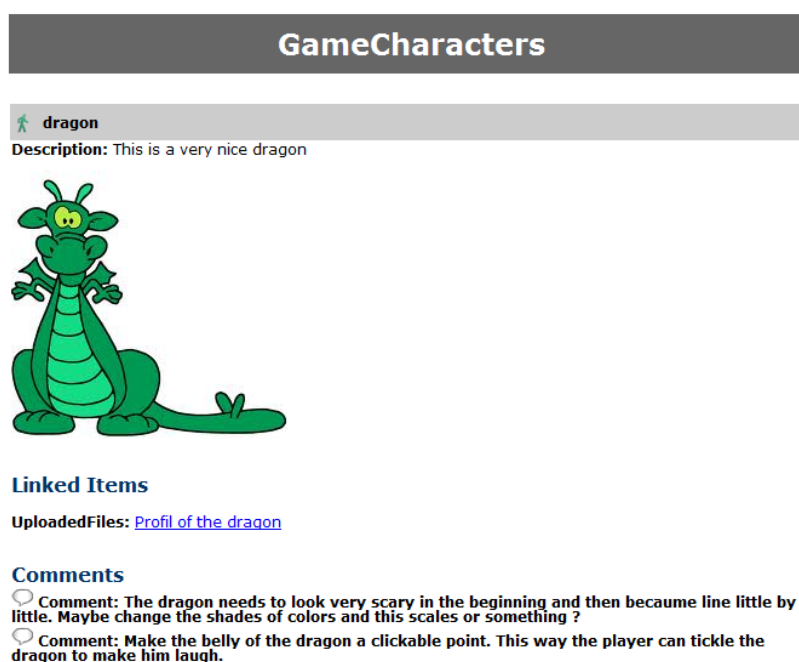 GameCharacters
dragon
Description: This is a very nice dragon
Linked Items
UploadedFiles: Profil of the dragon
Comments
Comment: The dragon needs to look very scary in the beginning and then becaume line little by
little. Maybe change the shades of colors and this scales or something ?
Comment: Make the belly of the dragon a clickable point. This way the player can tickle the
dragon to make him laugh.